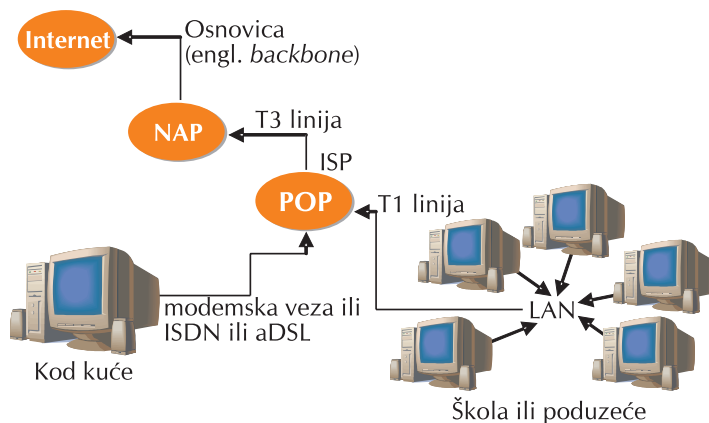 Internet
Osnovica
(engl. backbone)
NAP
T3 linija
ISP
POP
T1 linija
modemska veza ili
ISDN ili aDSL
LAN
Kod kuće
Škola ili poduzeće